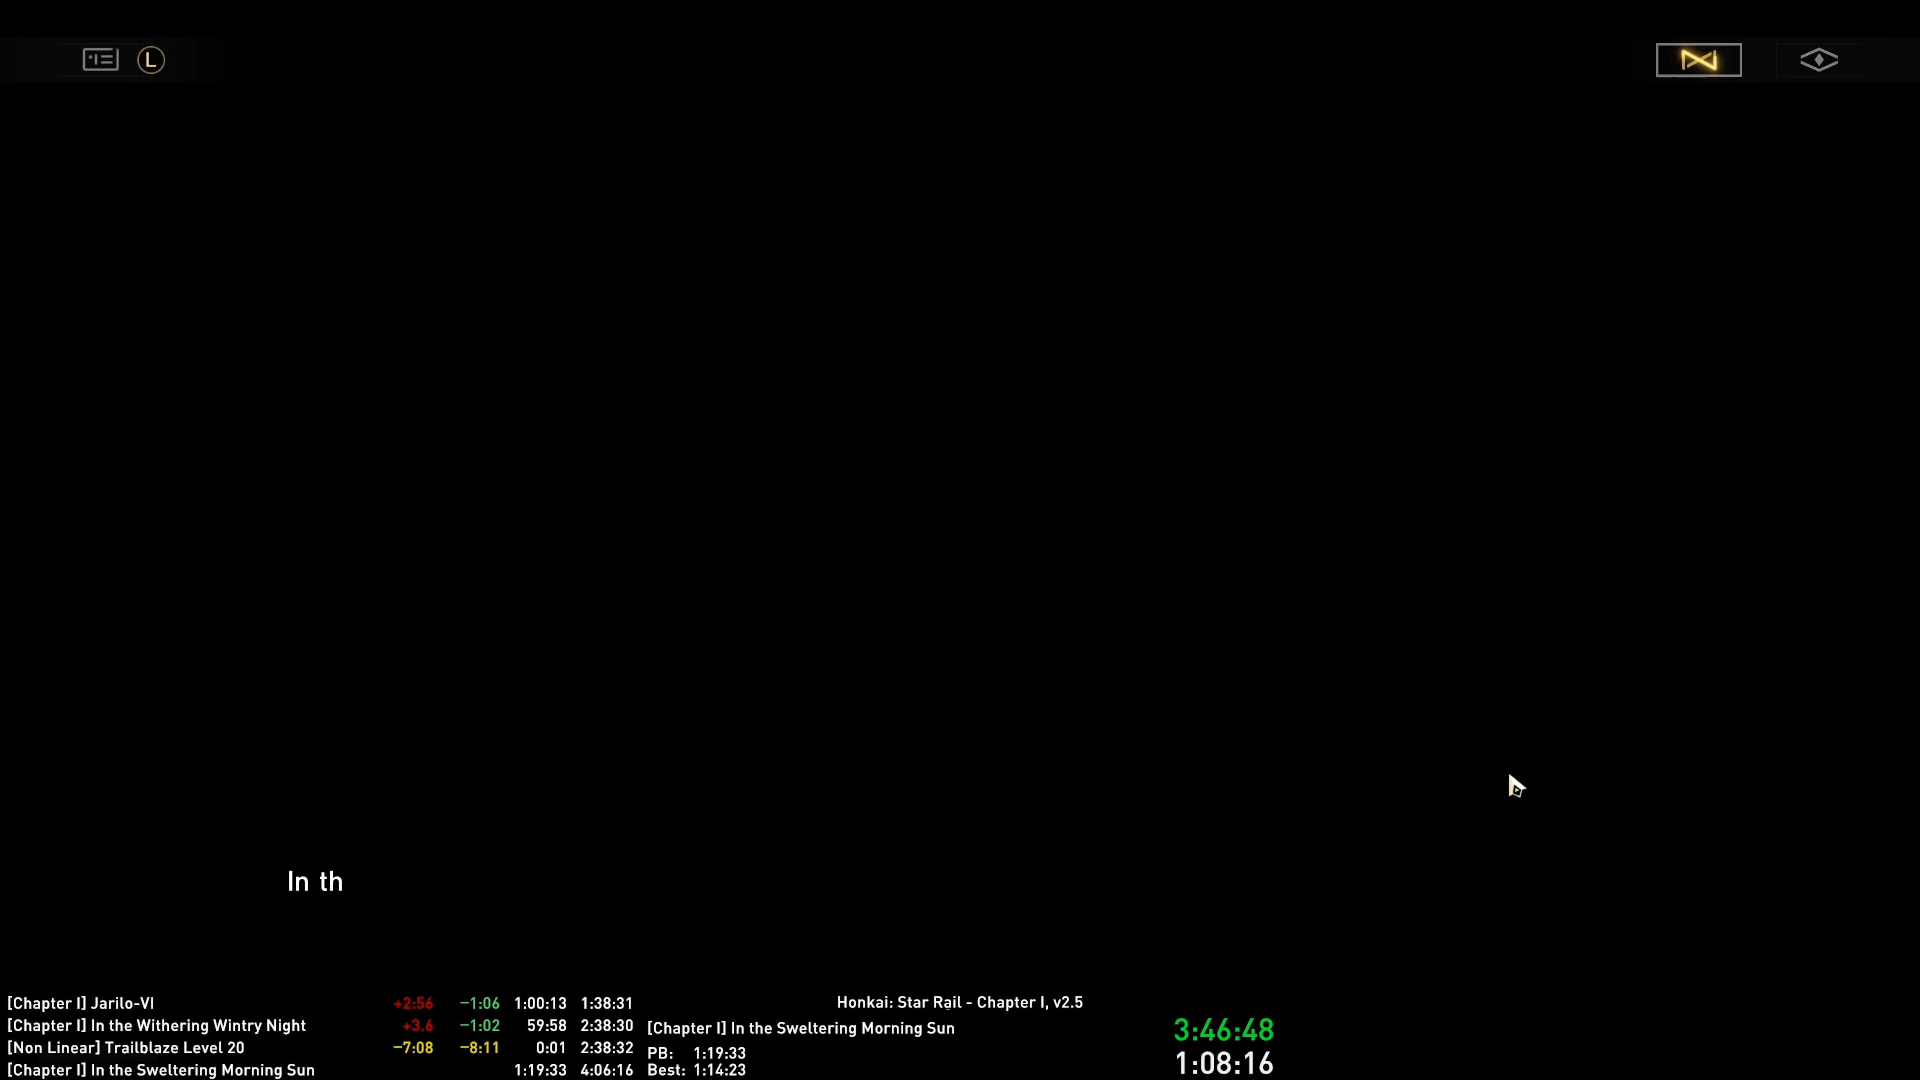 L
In th
[Chapter I] Jarilo-VI +2:56 −1:06 1:00:13 1:38:31
[Chapter I] In the Withering Wintry Night +3.6 −1:02 59:58 2:38:30
[Non Linear] Trailblaze Level 20 −7:08 −8:11 0:01 2:38:32
[Chapter I] In the Sweltering Morning Sun 1:19:33 4:06:16
Honkai: Star Rail - Chapter I, v2.5
[Chapter I] In the Sweltering Morning Sun
PB: 1:19:33
Best: 1:14:23
3:46:48
1:08:16